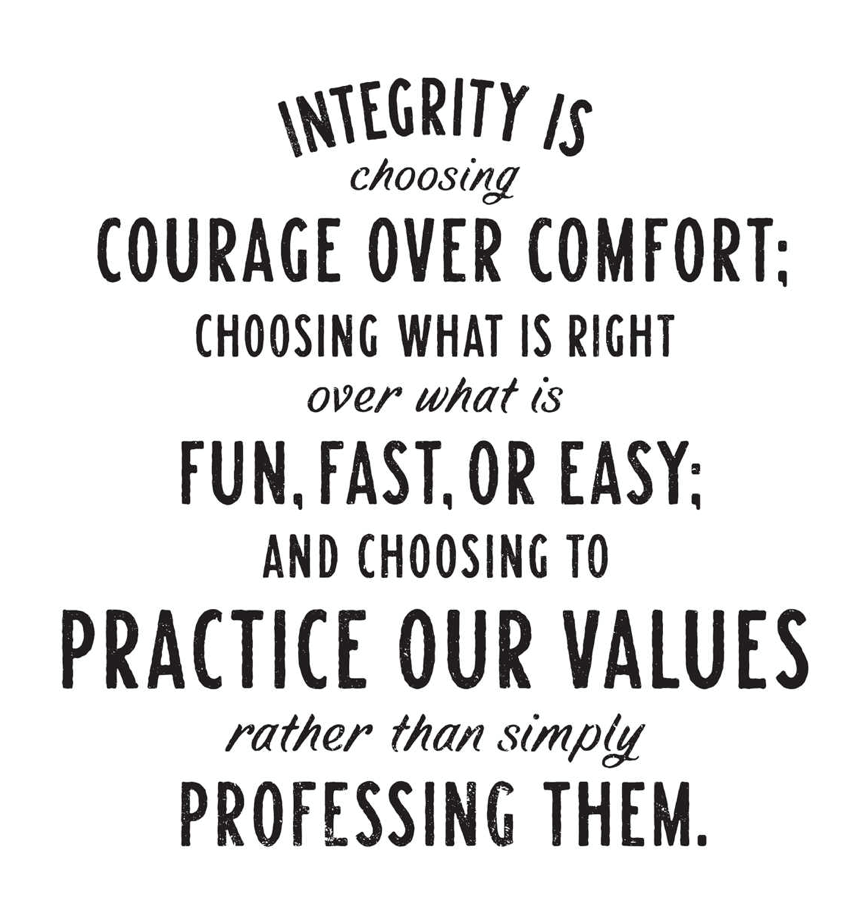 INTEGRITY IS
choosing
COURAGE OVER COMFORT;
CHOOSING WHAT IS RIGHT
over what is
FUN, FAST, OR EASY;
AND CHOOSING TO
PRACTICE OUR VALUES
rather than simply
PROFESSING THEM.